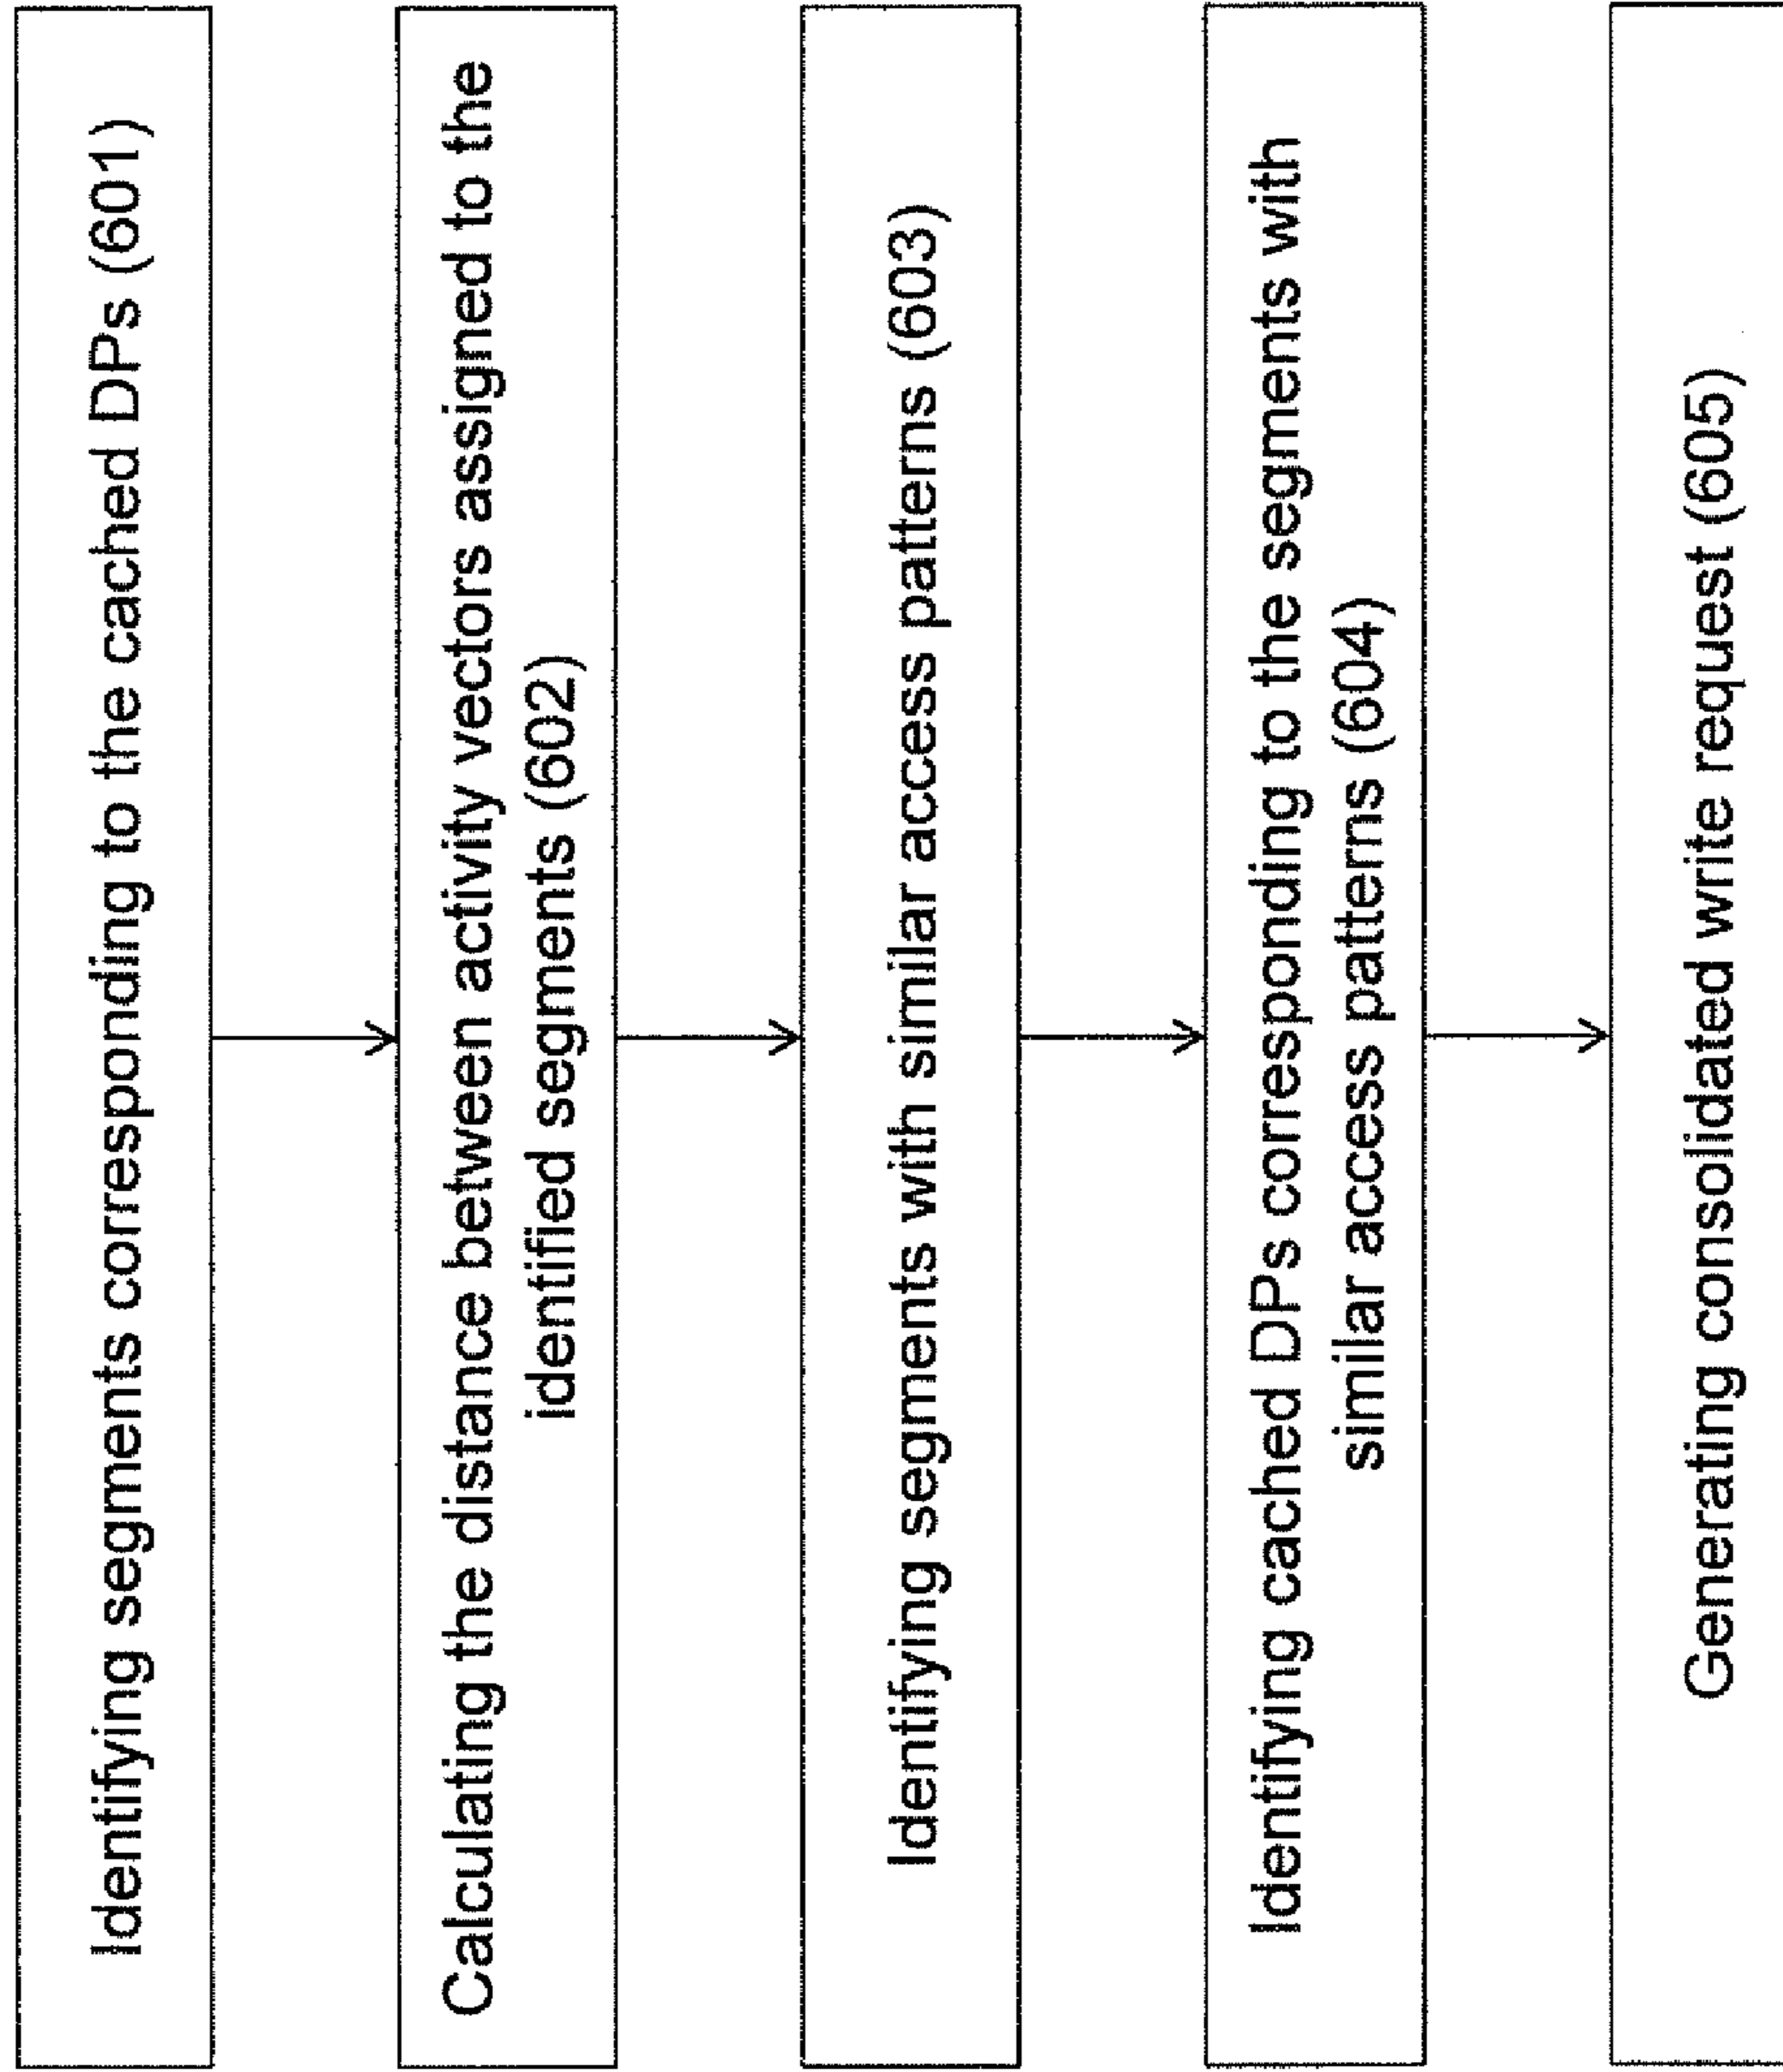 Identifying segments corresponding to the cached DPs (601)
Calculating the distance between activity vectors assigned to the
identified segments (602)
Identifying segments with similar access patterns (603)
Identifying cached DPs corresponding to the segments with
similar access patterns (604)
Generating consolidated write request (605)